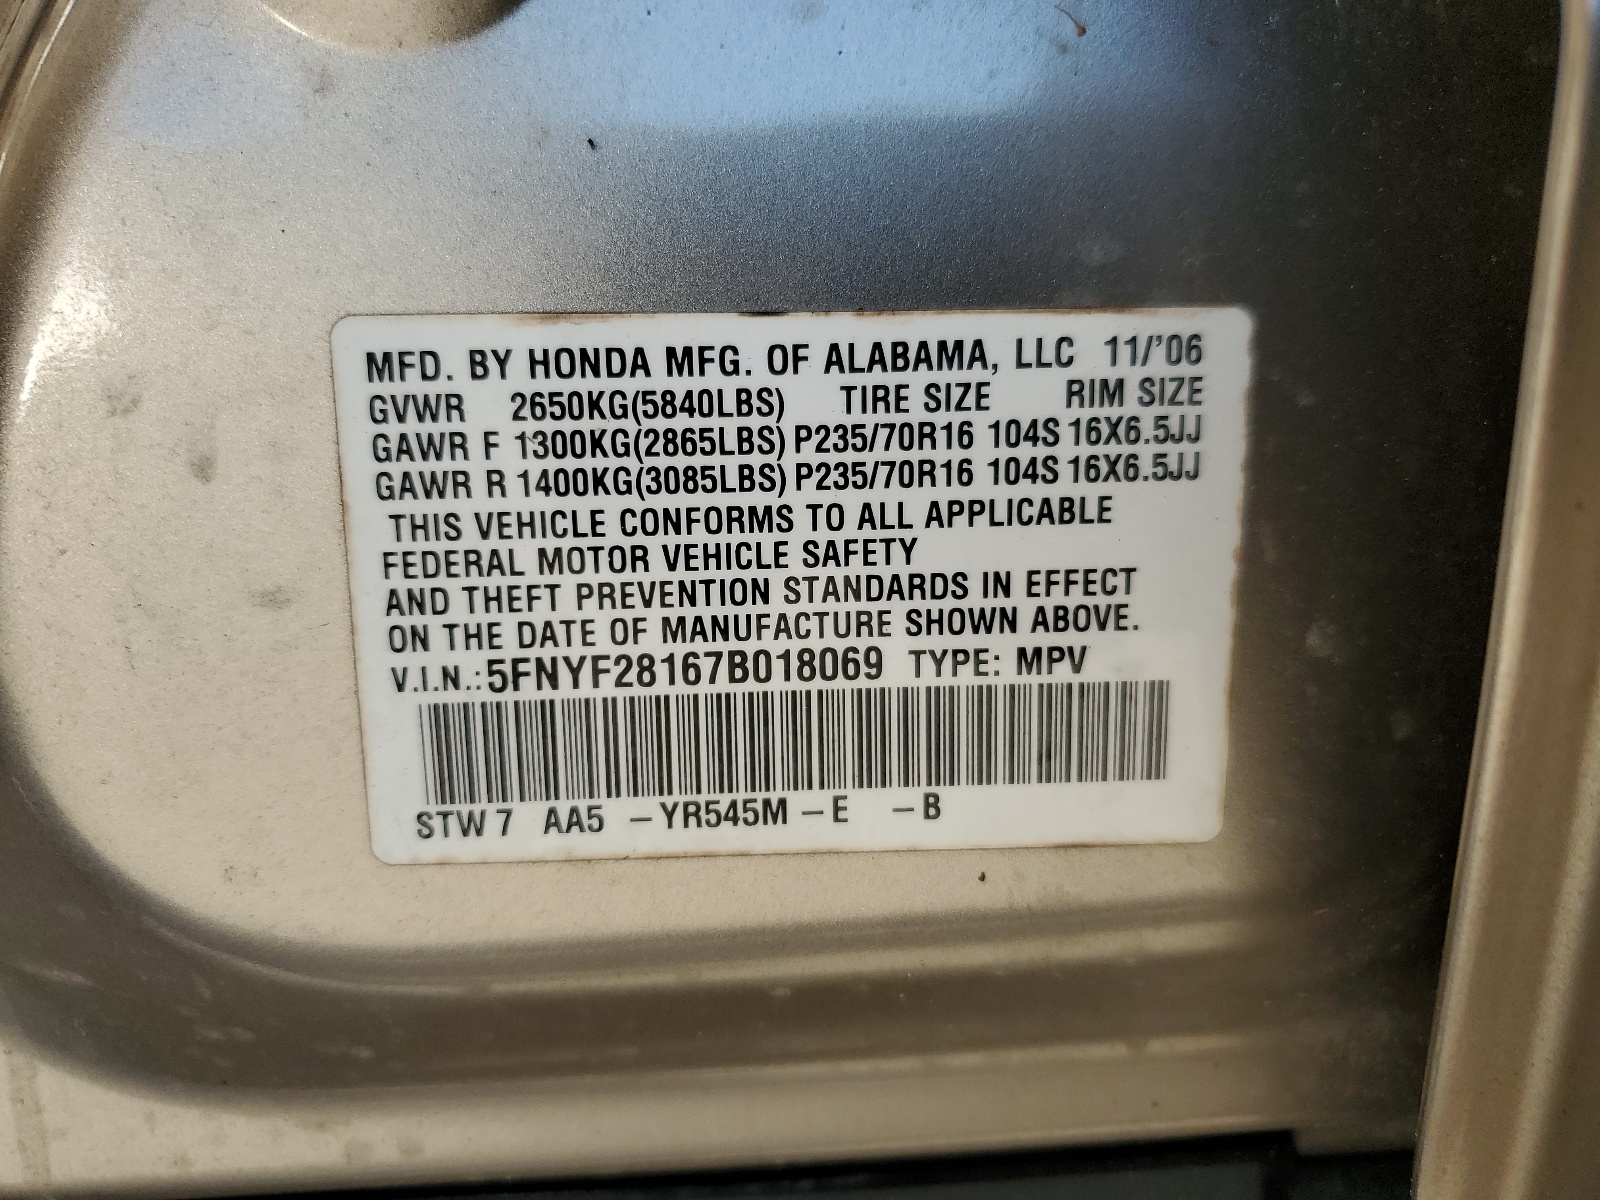 MFD. BY HONDA MFG. OF ALABAMA, LLC 11/'06
GVWR 2650KG(5840LBS) TIRE SIZE RIM SIZE
GAWR F 1300KG(2865LBS) P235/70R16 104S 16X6.5JJ
GAWR R 1400KG(3085LBS) P235/70R16 104S 16X6.5JJ
THIS VEHICLE CONFORMS TO ALL APPLICABLE
FEDERAL MOTOR VEHICLE SAFETY
AND THEFT PREVENTION STANDARDS IN EFFECT
ON THE DATE OF MANUFACTURE SHOWN ABOVE.
V.I.N.: 5FNYF28167B018069 TYPE: MPV
STW 7 AA5 – YR545M – E – B